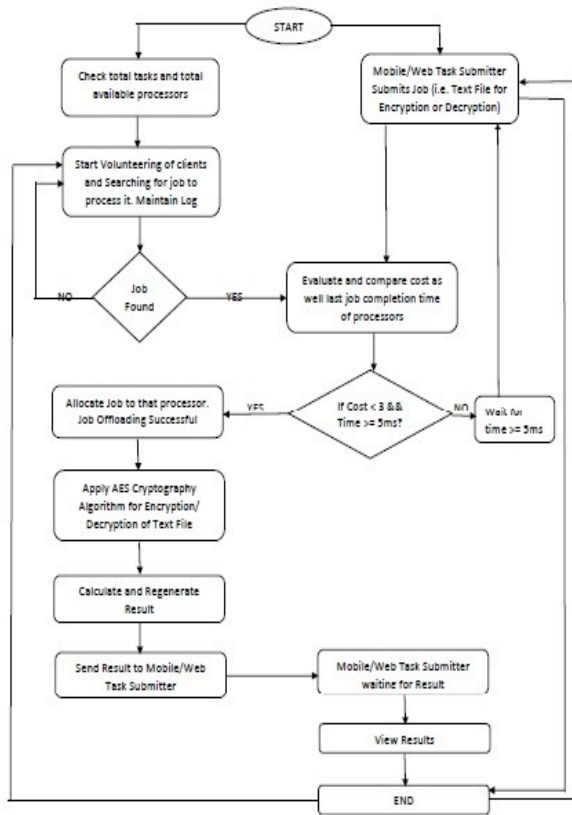 START
Check total tasks and total
available processors
Mobile/Web Task Submitter
Submits Job (i.e. Text File for
Encryption or Decryption)
Start Volunteering of clients
and Searching for job to
process it. Maintain Log
Job
Found
NO
YES
Evaluate and compare cost as
well last job completion time
of processors
If Cost < 3 &&
Time >= 5ms?
YES
NO
Wait for
time >= 5ms
Allocate Job to that processor.
Job Offloading Successful
Apply AES Cryptography
Algorithm for Encryption/
Decryption of Text File
Calculate and Regenerate
Result
Send Result to Mobile/Web
Task Submitter
Mobile/Web Task Submitter
waiting for Result
View Results
END